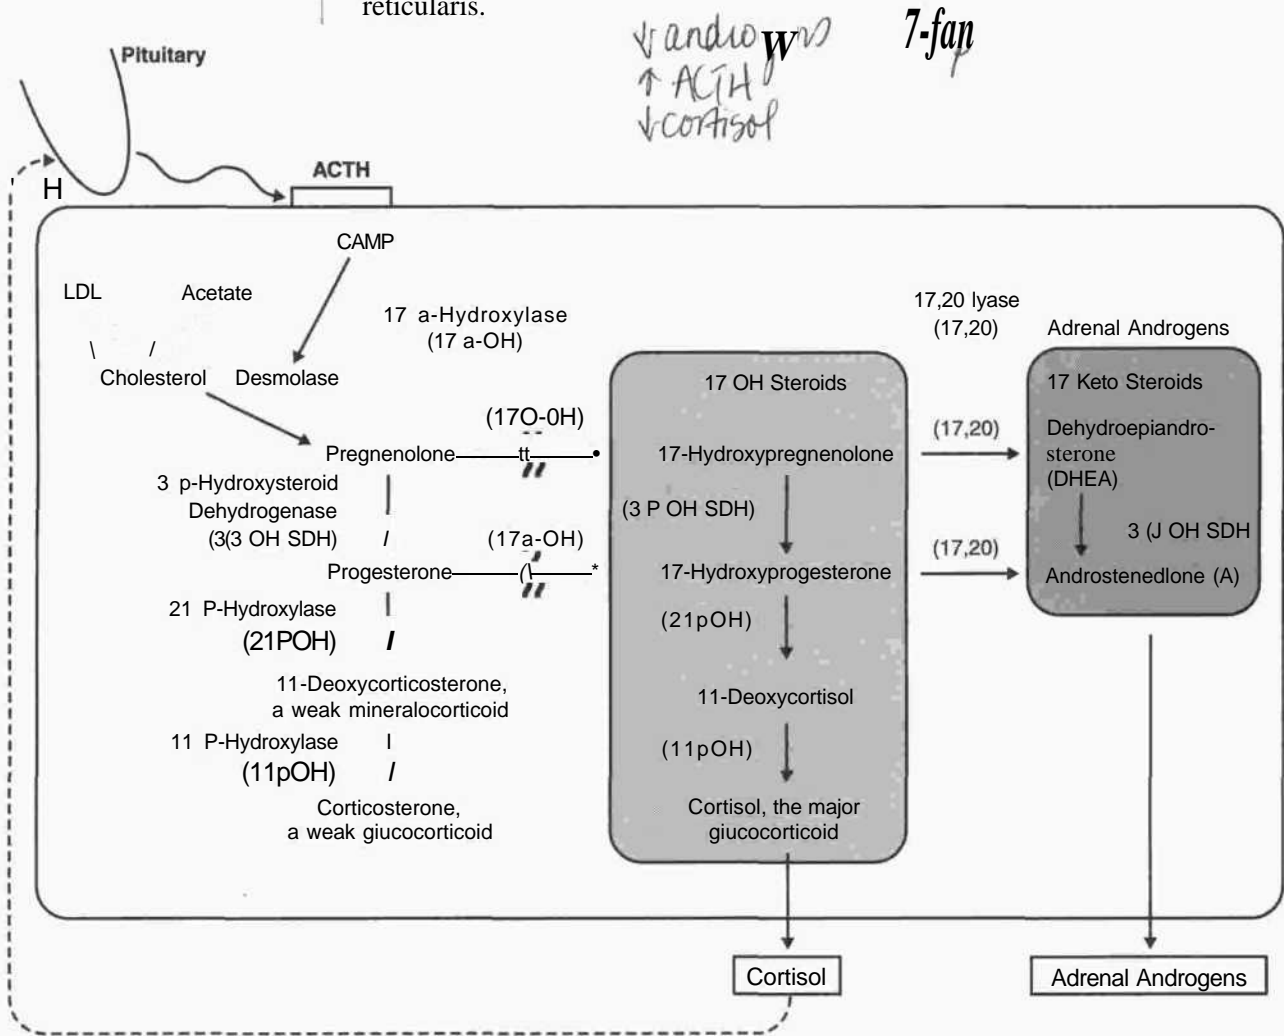 reticularis.
↑ ACTH
↓ cortisol
7-fap
Pituitary
ACTH
H
CAMP
LDL Acetate
17 a-Hydroxylase
(17 a-OH)
17,20 lyase
(17,20)
Adrenal Androgens
\ /
Cholesterol Desmolase
17 OH Steroids
17 Keto Steroids
(17O-0H)
Pregnenolone tt •
17-Hydroxypregnenolone
(17,20)
Dehydroepiandro-
sterone
(DHEA)
3 p-Hydroxysteroid
Dehydrogenase
(3(3 OH SDH) /
(3 P OH SDH)
3 (J OH SDH
(17a-OH)
Progesterone (\ *
17-Hydroxyprogesterone
(17,20)
Androstenedlone (A)
21 P-Hydroxylase
(21POH) /
(21pOH)
11-Deoxycorticosterone,
a weak mineralocorticoid
11-Deoxycortisol
11 P-Hydroxylase I
(11pOH) /
(11pOH)
Corticosterone,
a weak giucocorticoid
Cortisol, the major
giucocorticoid
Cortisol
Adrenal Androgens